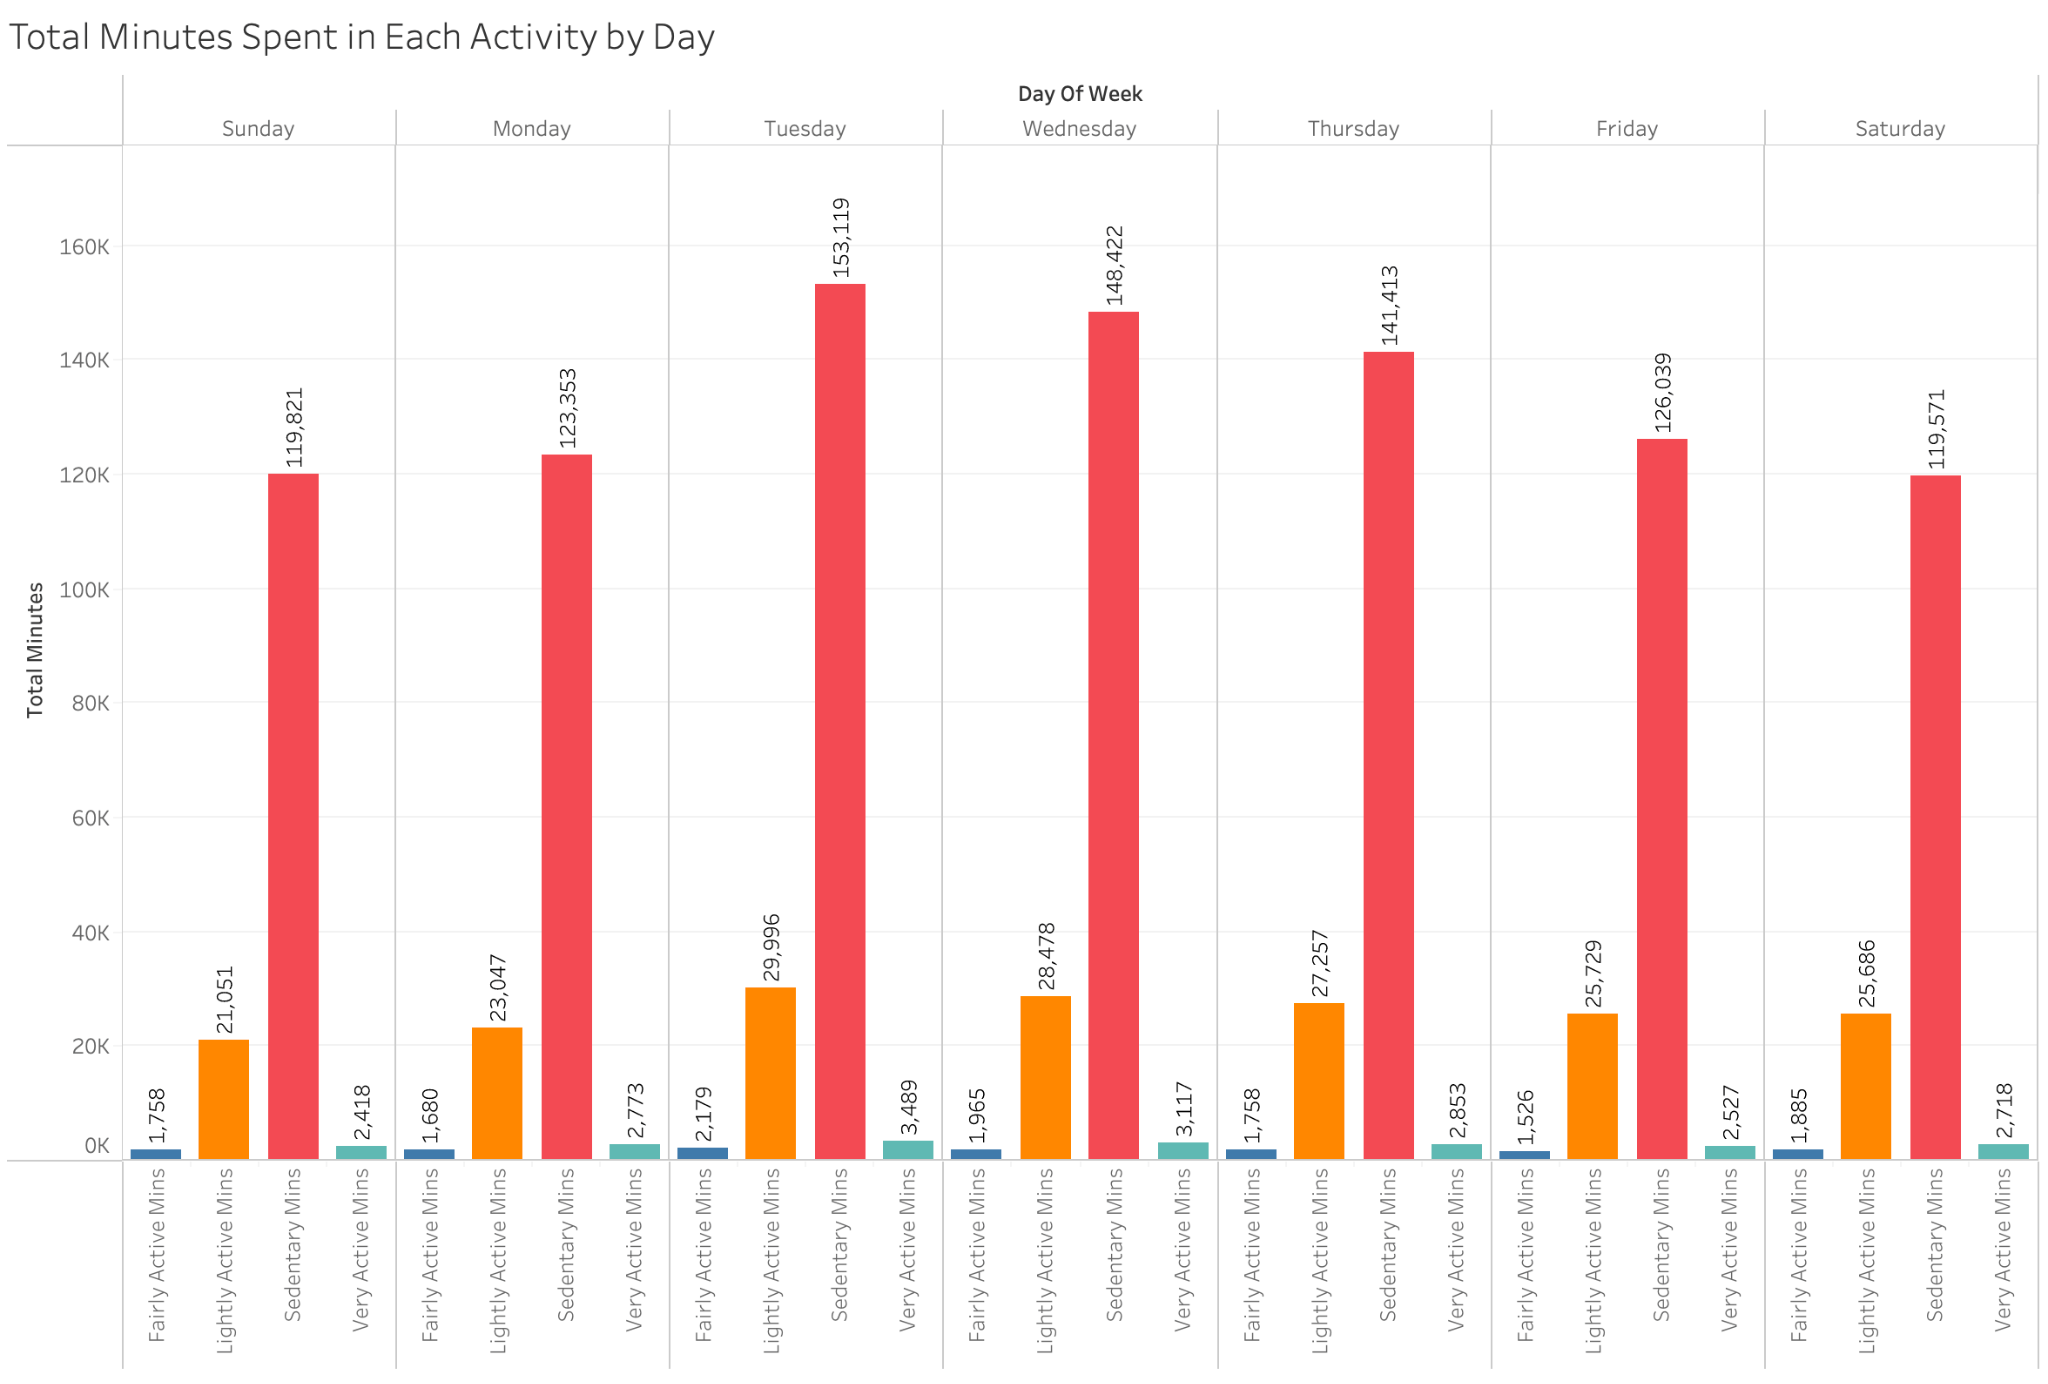 Total Minutes Spent in Each Activity by Day
Day Of Week
Sunday Monday Tuesday Wednesday Thursday Friday Saturday
Total Minutes
160K
140K
120K
100K
80K
60K
40K
20K
0K
1,758
21,051
119,821
2,418
1,680
23,047
123,353
2,773
2,179
29,996
153,119
3,489
1,965
28,478
148,422
3,117
1,758
27,257
141,413
2,853
1,526
25,729
126,039
2,527
1,885
25,686
119,571
2,718
Fairly Active Mins
Lightly Active Mins
Sedentary Mins
Very Active Mins
Fairly Active Mins
Lightly Active Mins
Sedentary Mins
Very Active Mins
Fairly Active Mins
Lightly Active Mins
Sedentary Mins
Very Active Mins
Fairly Active Mins
Lightly Active Mins
Sedentary Mins
Very Active Mins
Fairly Active Mins
Lightly Active Mins
Sedentary Mins
Very Active Mins
Fairly Active Mins
Lightly Active Mins
Sedentary Mins
Very Active Mins
Fairly Active Mins
Lightly Active Mins
Sedentary Mins
Very Active Mins